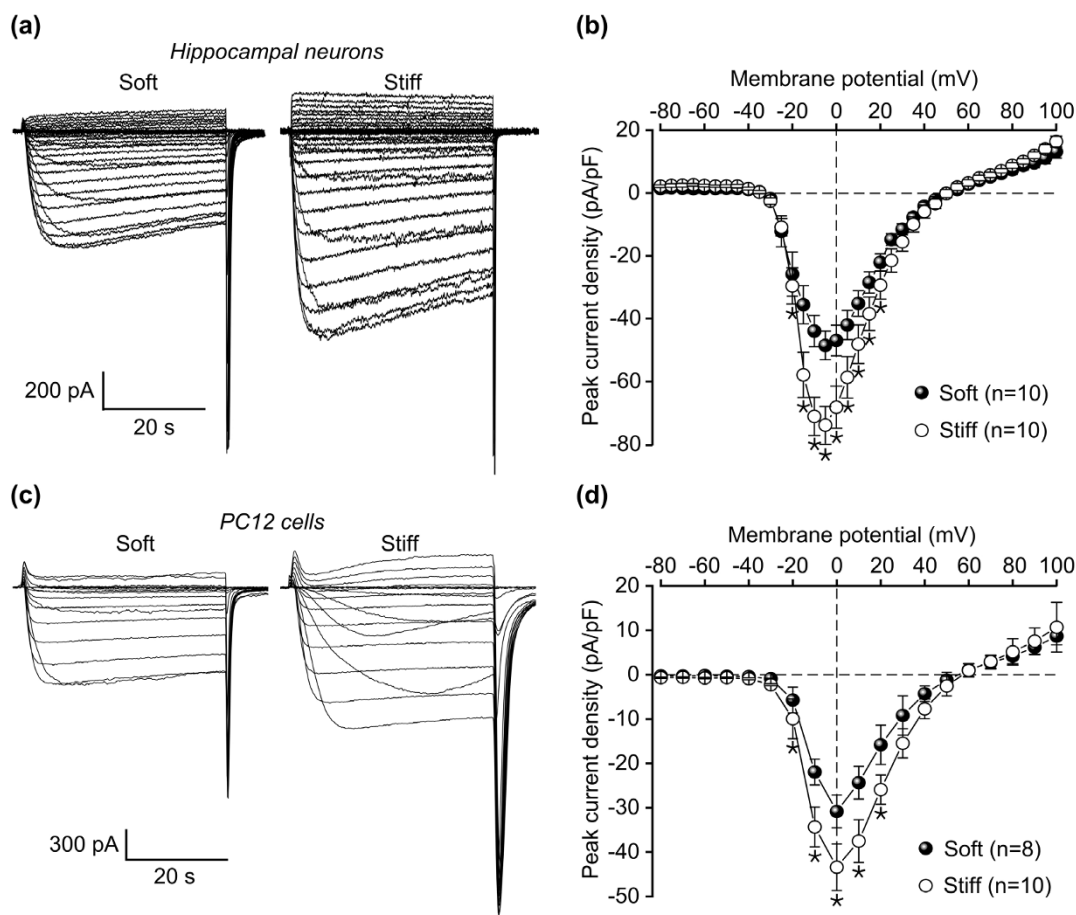 (a)
Hippocampal neurons
Soft
Stiff
200 pA
20 s
(b)
Membrane potential (mV)
-80 -60 -40 -20 0 20 40 60 80 100
20
0
-20
-40
-60
-80
Peak current density (pA/pF)
* * * * * * * * *
Soft (n=10)
Stiff (n=10)
(c)
PC12 cells
Soft
Stiff
300 pA
20 s
(d)
Membrane potential (mV)
-80 -60 -40 -20 0 20 40 60 80 100
20
10
0
-10
-20
-30
-40
-50
Peak current density (pA/pF)
* * * * *
Soft (n=8)
Stiff (n=10)